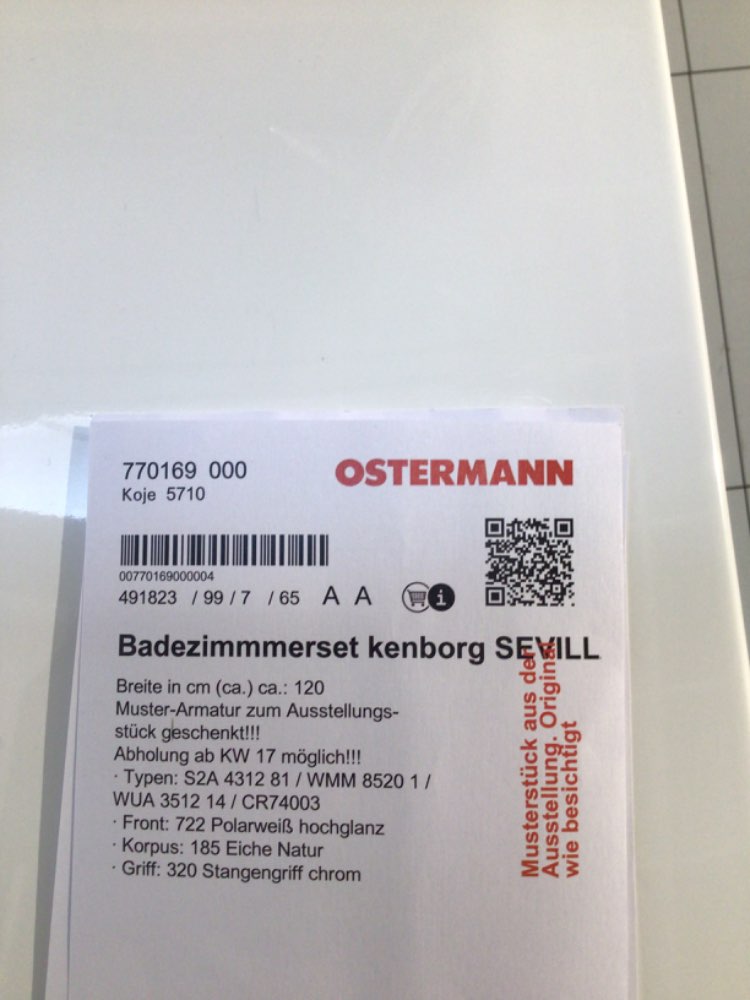 770169 000
OSTERMANN
Koje 5710
00770169000004
491823 / 99 / 7 / 65 A A i
Badezimmmerset kenborg SEVILL
Breite in cm (ca.) ca.: 120
Muster-Armatur zum Ausstellungs-
stück geschenkt!!!
Abholung ab KW 17 möglich!!!
· Typen: S2A 4312 81 / WMM 8520 1 /
WUA 3512 14 / CR74003
· Front: 722 Polarweiß hochglanz
· Korpus: 185 Eiche Natur
· Griff: 320 Stangengriff chrom
Musterstück aus der
Ausstellung. Original
wie besichtigt